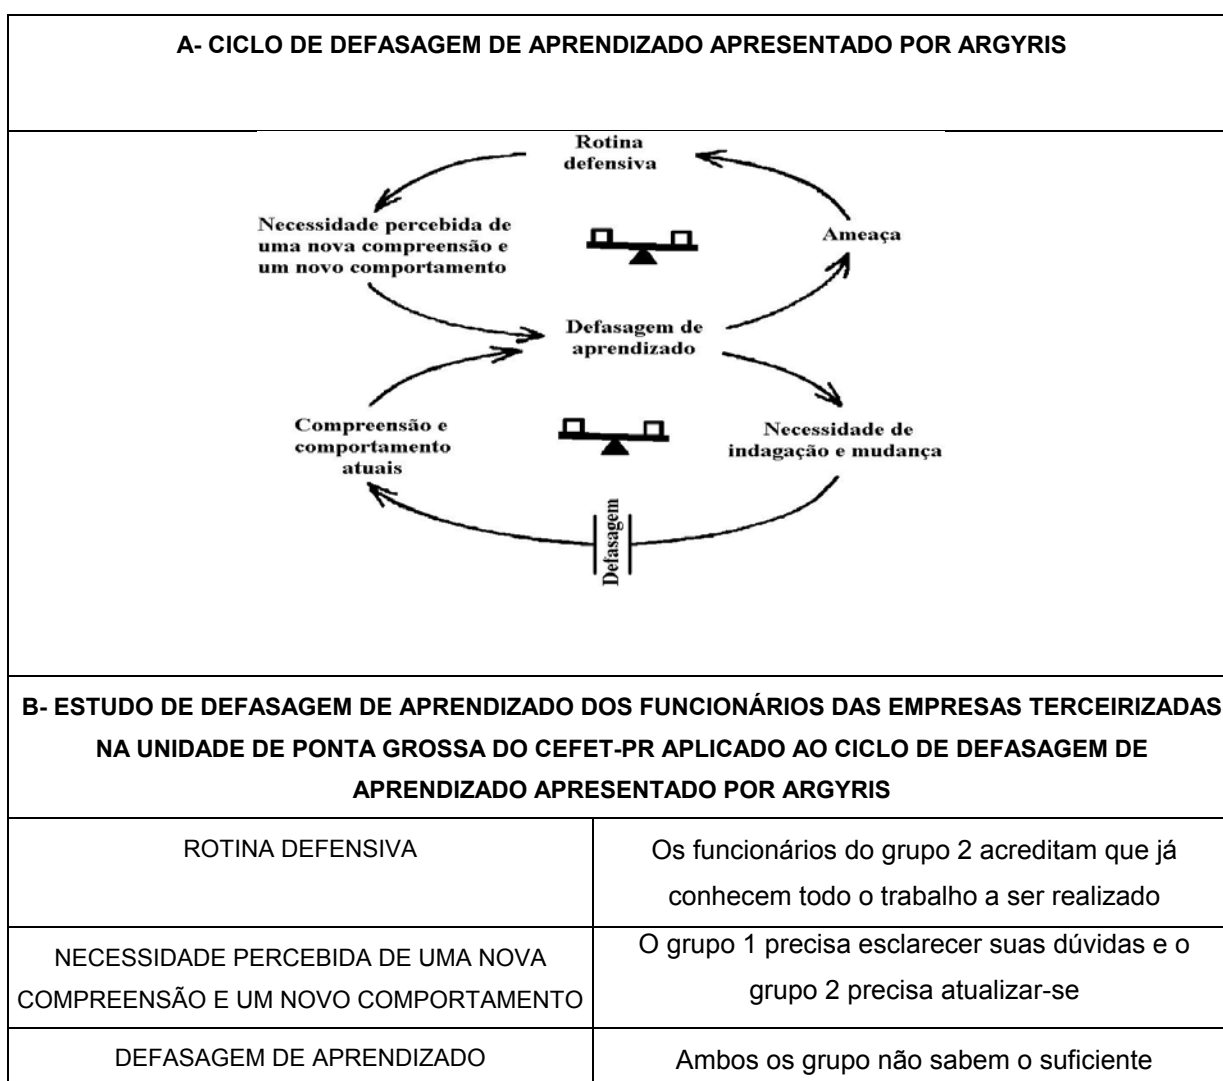 A- CICLO DE DEFASAGEM DE APRENDIZADO APRESENTADO POR ARGYRIS
Rotina
defensiva
Necessidade percebida de
uma nova compreensão e
um novo comportamento
Ameaça
Defasagem de
aprendizado
Compreensão e
comportamento
atuais
Necessidade de
indagação e mudança
Defasagem
B- ESTUDO DE DEFASAGEM DE APRENDIZADO DOS FUNCIONÁRIOS DAS EMPRESAS TERCEIRIZADAS
NA UNIDADE DE PONTA GROSSA DO CEFET-PR APLICADO AO CICLO DE DEFASAGEM DE
APRENDIZADO APRESENTADO POR ARGYRIS
ROTINA DEFENSIVA
Os funcionários do grupo 2 acreditam que já
conhecem todo o trabalho a ser realizado
NECESSIDADE PERCEBIDA DE UMA NOVA
COMPREENSÃO E UM NOVO COMPORTAMENTO
O grupo 1 precisa esclarecer suas dúvidas e o
grupo 2 precisa atualizar-se
DEFASAGEM DE APRENDIZADO
Ambos os grupo não sabem o suficiente